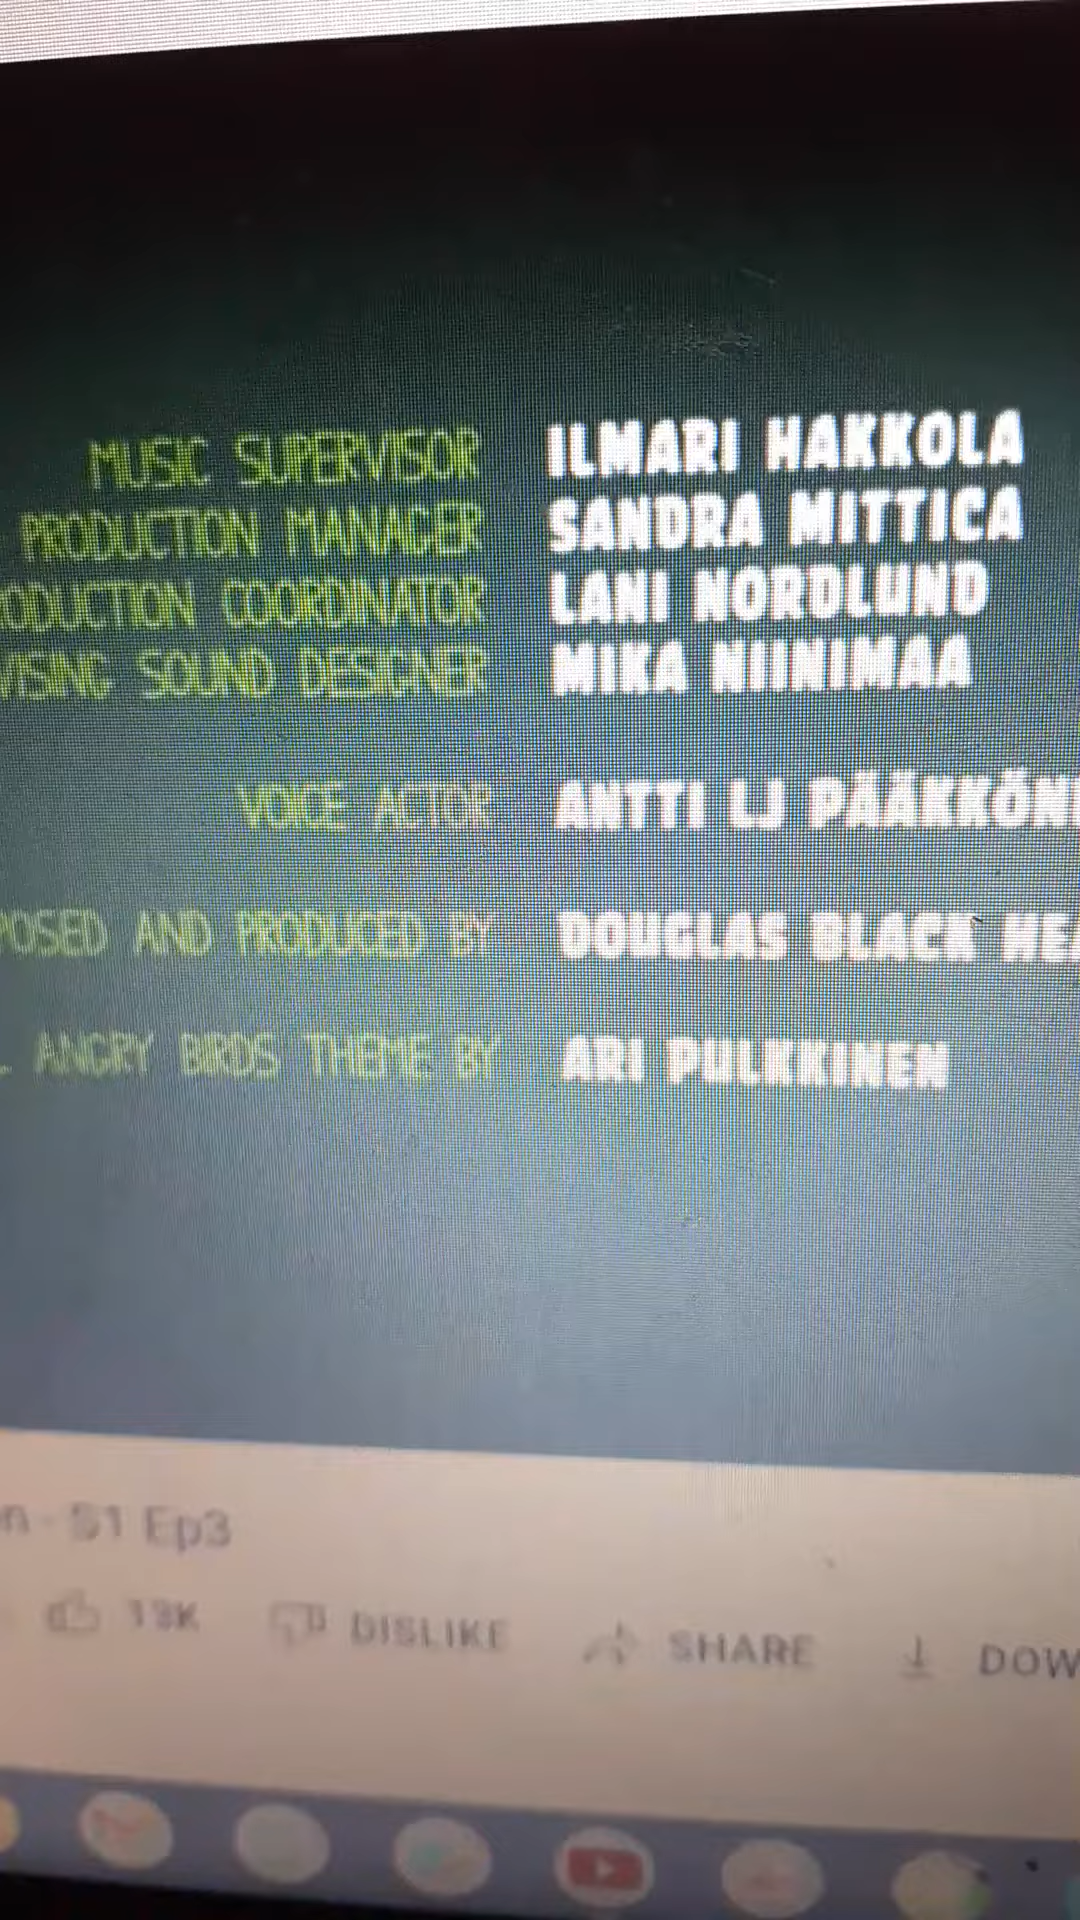 MUSIC SUPERVISOR ILMARI HAKKOLA
PRODUCTION MANAGER SANDRA MITTICA
ODUCTION COORDINATOR LANI NORDLUND
VISING SOUND DESIGNER MIKA NIINIMAA
VOICE ACTOR ANTTI LJ PÄÄKKÖN
POSED AND PRODUCED BY DOUGLAS BLACK HEA
ANGRY BIRDS THEME BY ARI PULKKINEN
n - S1 Ep3
13K DISLIKE SHARE DOW